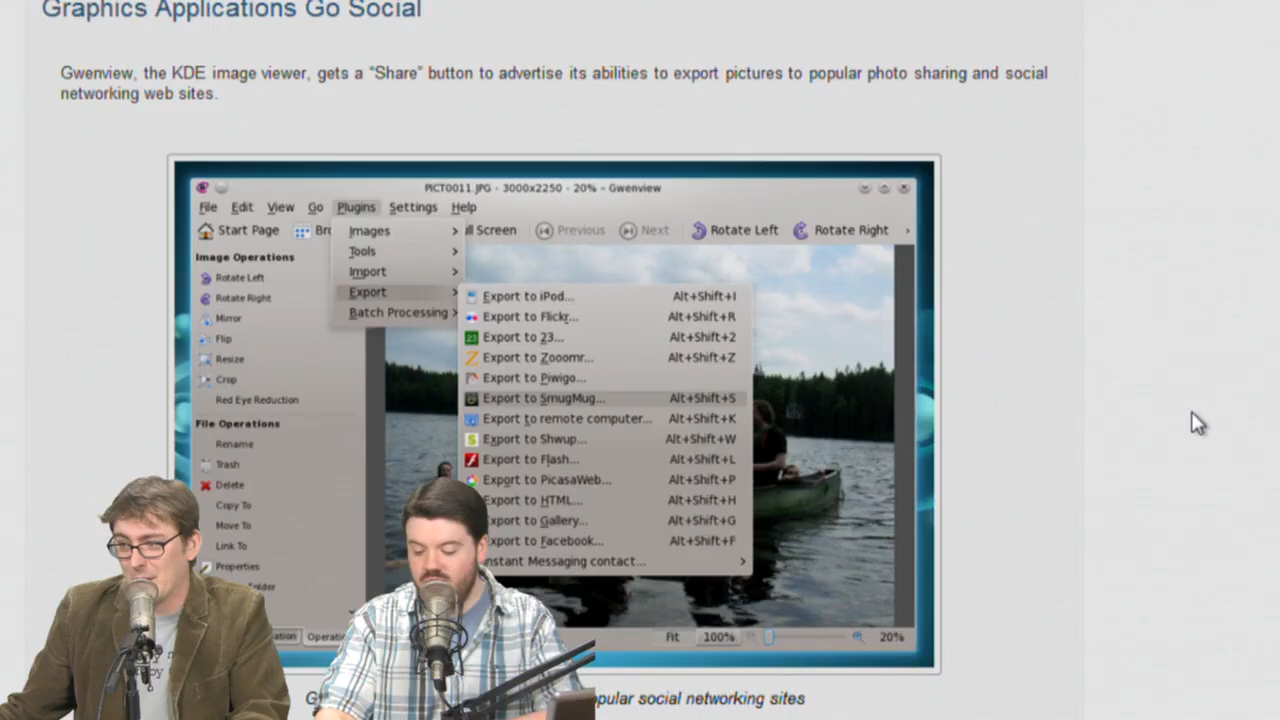 Graphics Applications Go Social
Gwenview, the KDE image viewer, gets a “Share” button to advertise its abilities to export pictures to popular photo sharing and social
networking web sites.
PICT0011.JPG - 3000x2250 - 20% – Gwenview
File Edit View Go Plugins Settings Help
Start Page
ll Screen Previous Next Rotate Left Rotate Right
Images
Tools
Import
Export
Batch Processing
Image Operations
Rotate Left
Rotate Right
Mirror
Flip
Resize
Crop
Red Eye Reduction
File Operations
Rename
Trash
Delete
Copy To
Move To
Link To
Properties
Export to iPod... Alt+Shift+I
Export to Flickr... Alt+Shift+R
Export to 23... Alt+Shift+2
Export to Zooomr... Alt+Shift+Z
Export to Piwigo...
Export to SmugMug... Alt+Shift+S
Export to remote computer... Alt+Shift+K
Export to Shwup... Alt+Shift+W
Export to Flash... Alt+Shift+L
Export to PicasaWeb... Alt+Shift+P
Export to HTML... Alt+Shift+H
Export to Gallery... Alt+Shift+G
xport to Facebook... Alt+Shift+F
nstant Messaging contact...
Fit 100% 20%
pular social networking sites